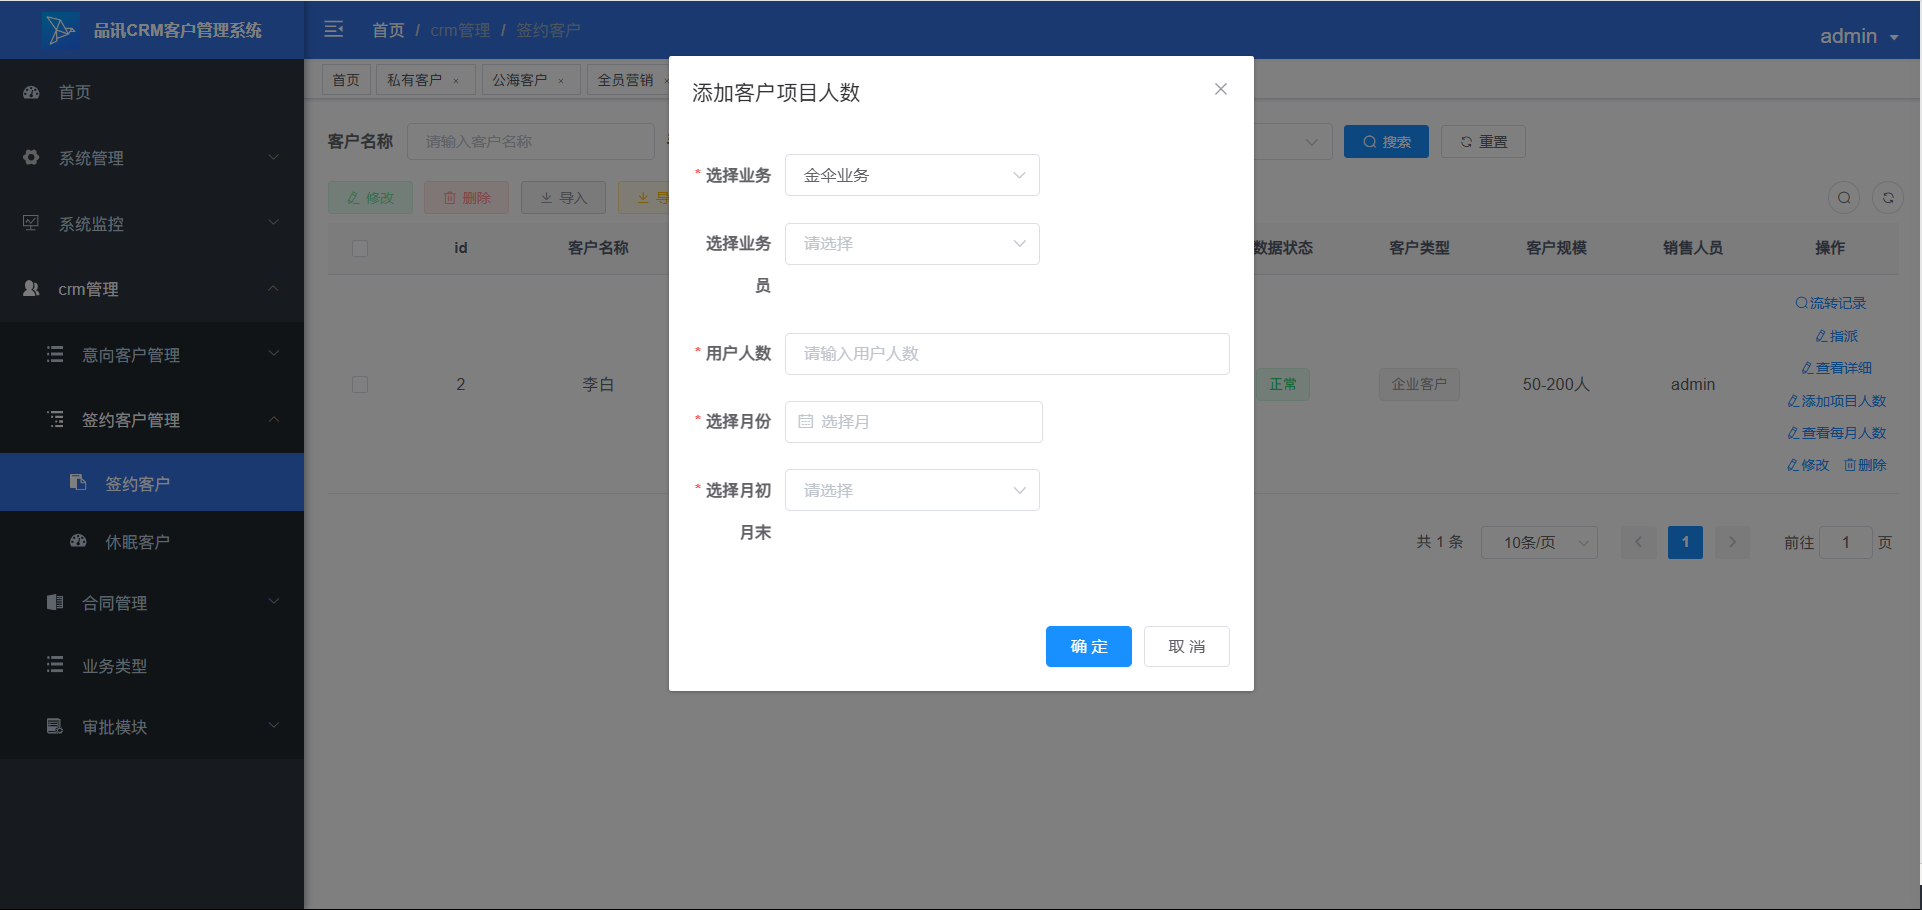 品讯CRM客户管理系统
首页 / crm管理 / 签约客户
admin
首页
系统管理
系统监控
crm管理
意向客户管理
签约客户管理
签约客户
休眠客户
合同管理
业务类型
审批模块
首页
私有客户 ×
公海客户 ×
全员营销
客户名称
请输入客户名称
搜索
重置
修改
删除
导入
id
客户名称
数据状态
客户类型
客户规模
销售人员
操作
2
李白
正常
企业客户
50-200人
admin
流转记录
指派
查看详细
添加项目人数
查看每月人数
修改 删除
共 1 条
10条/页
1
前往 1 页
添加客户项目人数
* 选择业务
金伞业务
选择业务
员
请选择
* 用户人数
请输入用户人数
* 选择月份
选择月
* 选择月初
月末
请选择
确 定
取 消